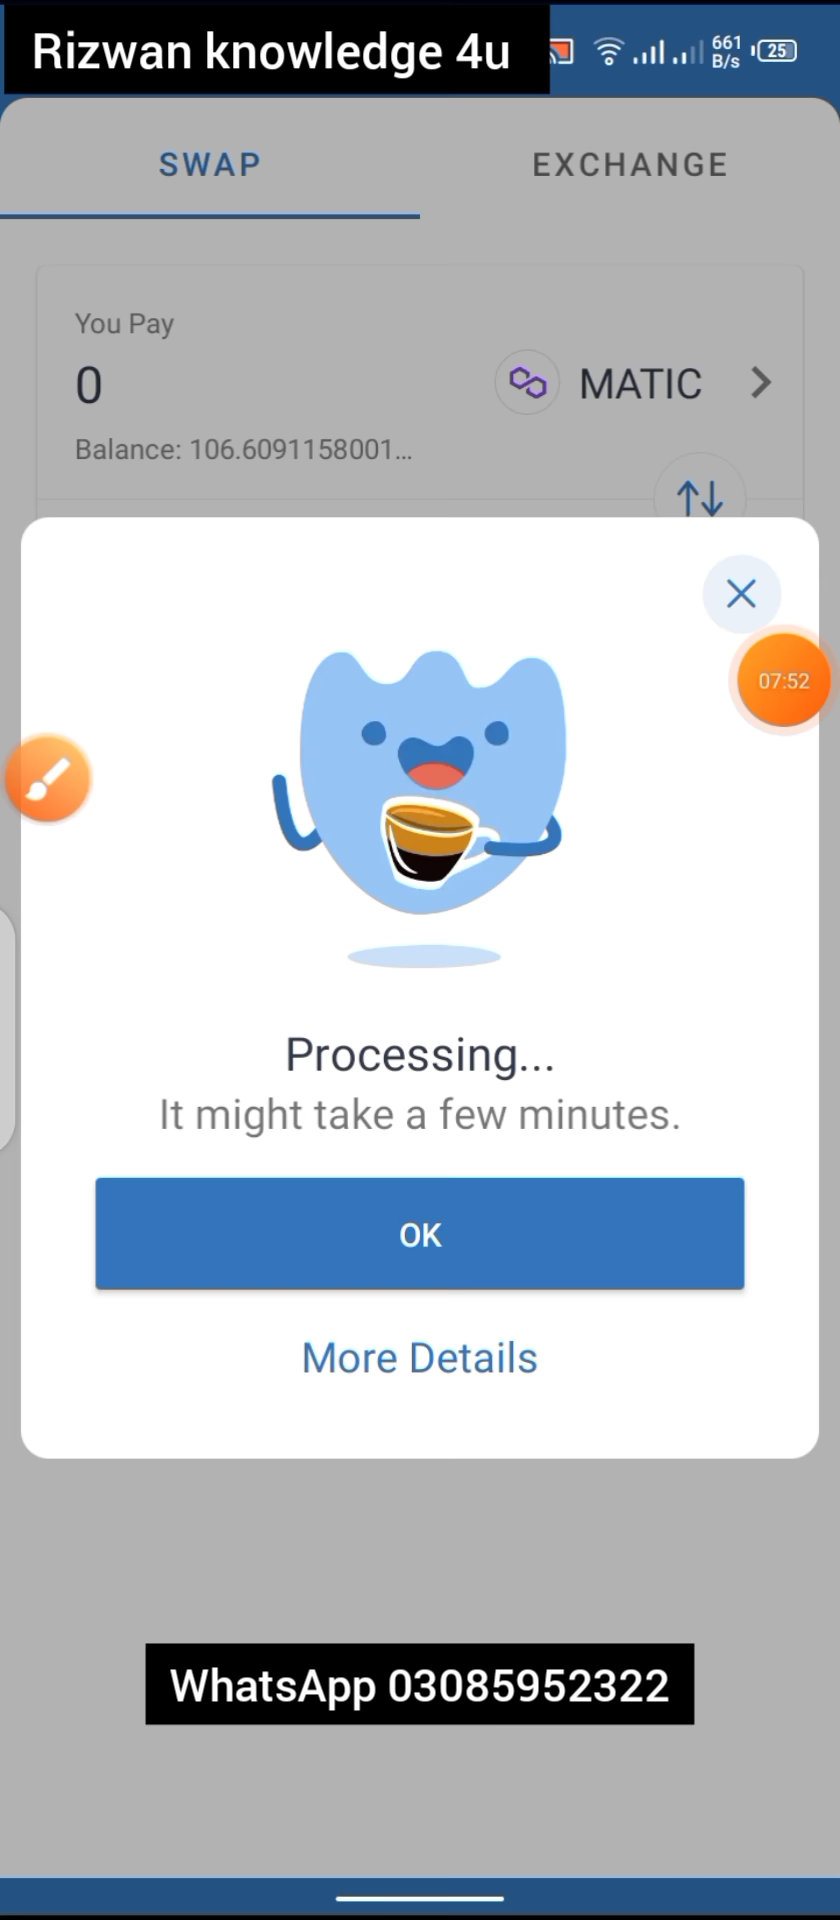 Rizwan knowledge 4u
661
B/s
25
SWAP
EXCHANGE
You Pay
0
MATIC
Balance: 106.6091158001...
07:52
Processing...
It might take a few minutes.
OK
More Details
WhatsApp 03085952322